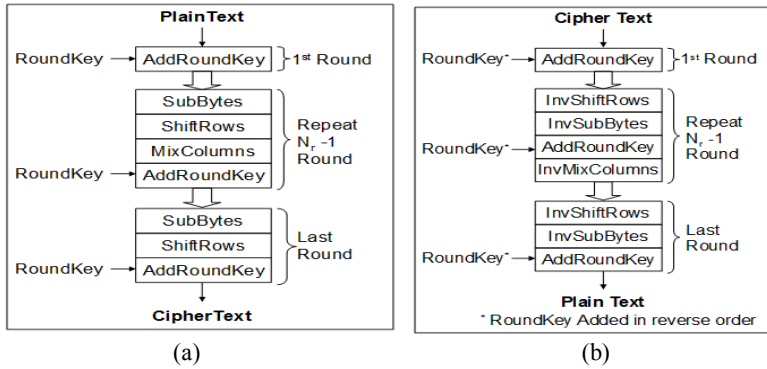 PlainText
RoundKey
AddRoundKey
1st Round
SubBytes
ShiftRows
MixColumns
RoundKey
AddRoundKey
Repeat
Nr -1
Round
SubBytes
ShiftRows
RoundKey
AddRoundKey
Last
Round
CipherText
(a)
Cipher Text
RoundKey*
AddRoundKey
1st Round
InvShiftRows
InvSubBytes
RoundKey*
AddRoundKey
InvMixColumns
Repeat
Nr -1
Round
InvShiftRows
InvSubBytes
RoundKey*
AddRoundKey
Last
Round
Plain Text
* RoundKey Added in reverse order
(b)